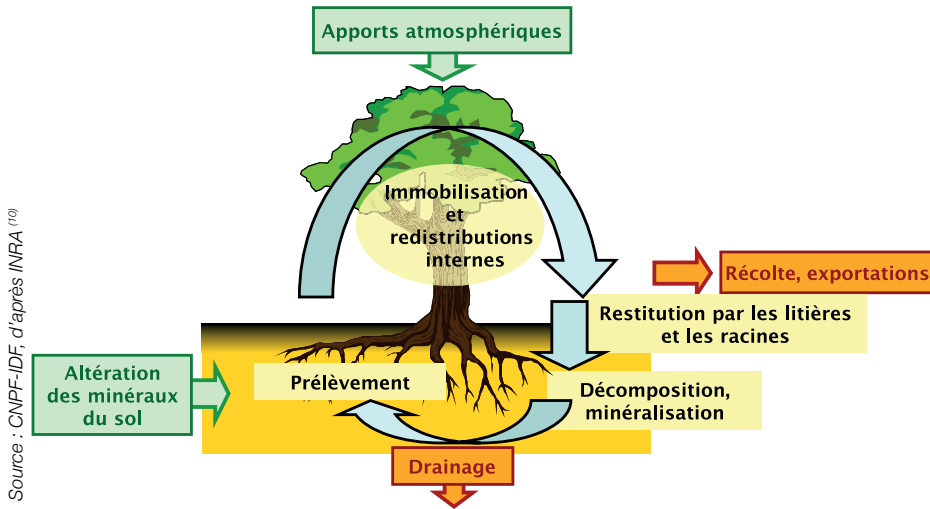 Apports atmosphériques
Immobilisation
et
redistributions
internes
Récolte, exportations
Restitution par les litières
et les racines
Altération
des minéraux
du sol
Prélèvement
Décomposition,
minéralisation
Drainage
Source : CNPF-IDF, d'après INRA (10)